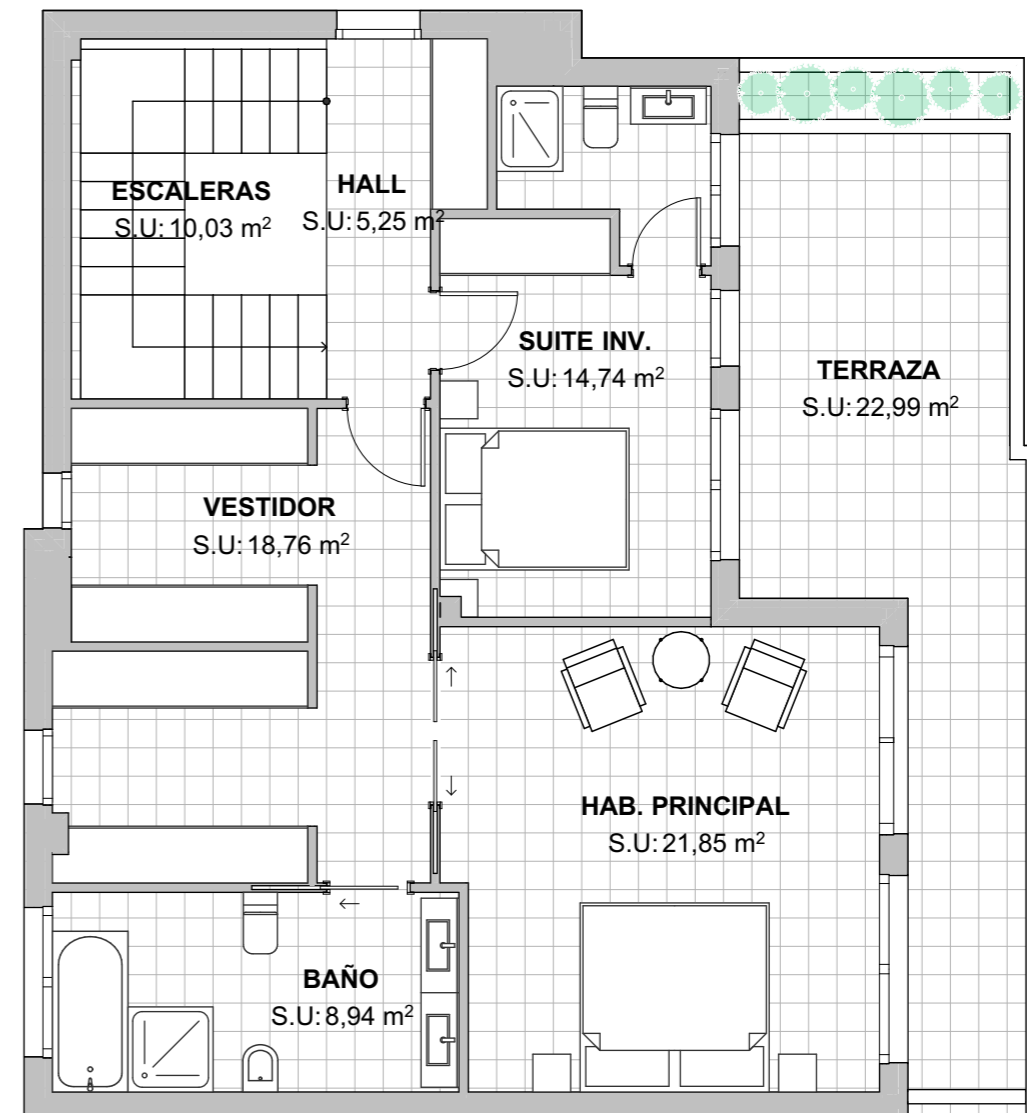 ESCALERAS
S.U: 10,03 m²
HALL
S.U: 5,25 m²
SUITE INV.
S.U: 14,74 m²
TERRAZA
S.U: 22,99 m²
VESTIDOR
S.U: 18,76 m²
HAB. PRINCIPAL
S.U: 21,85 m²
BAÑO
S.U: 8,94 m²